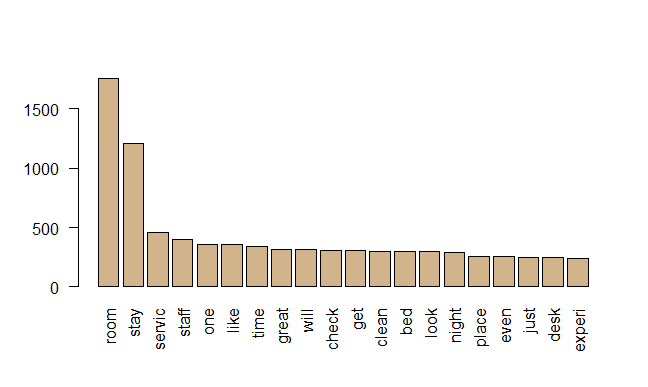 1500
1000
500
0
room
stay
servic
staff
one
like
time
great
will
check
get
clean
bed
look
night
place
even
just
desk
experi